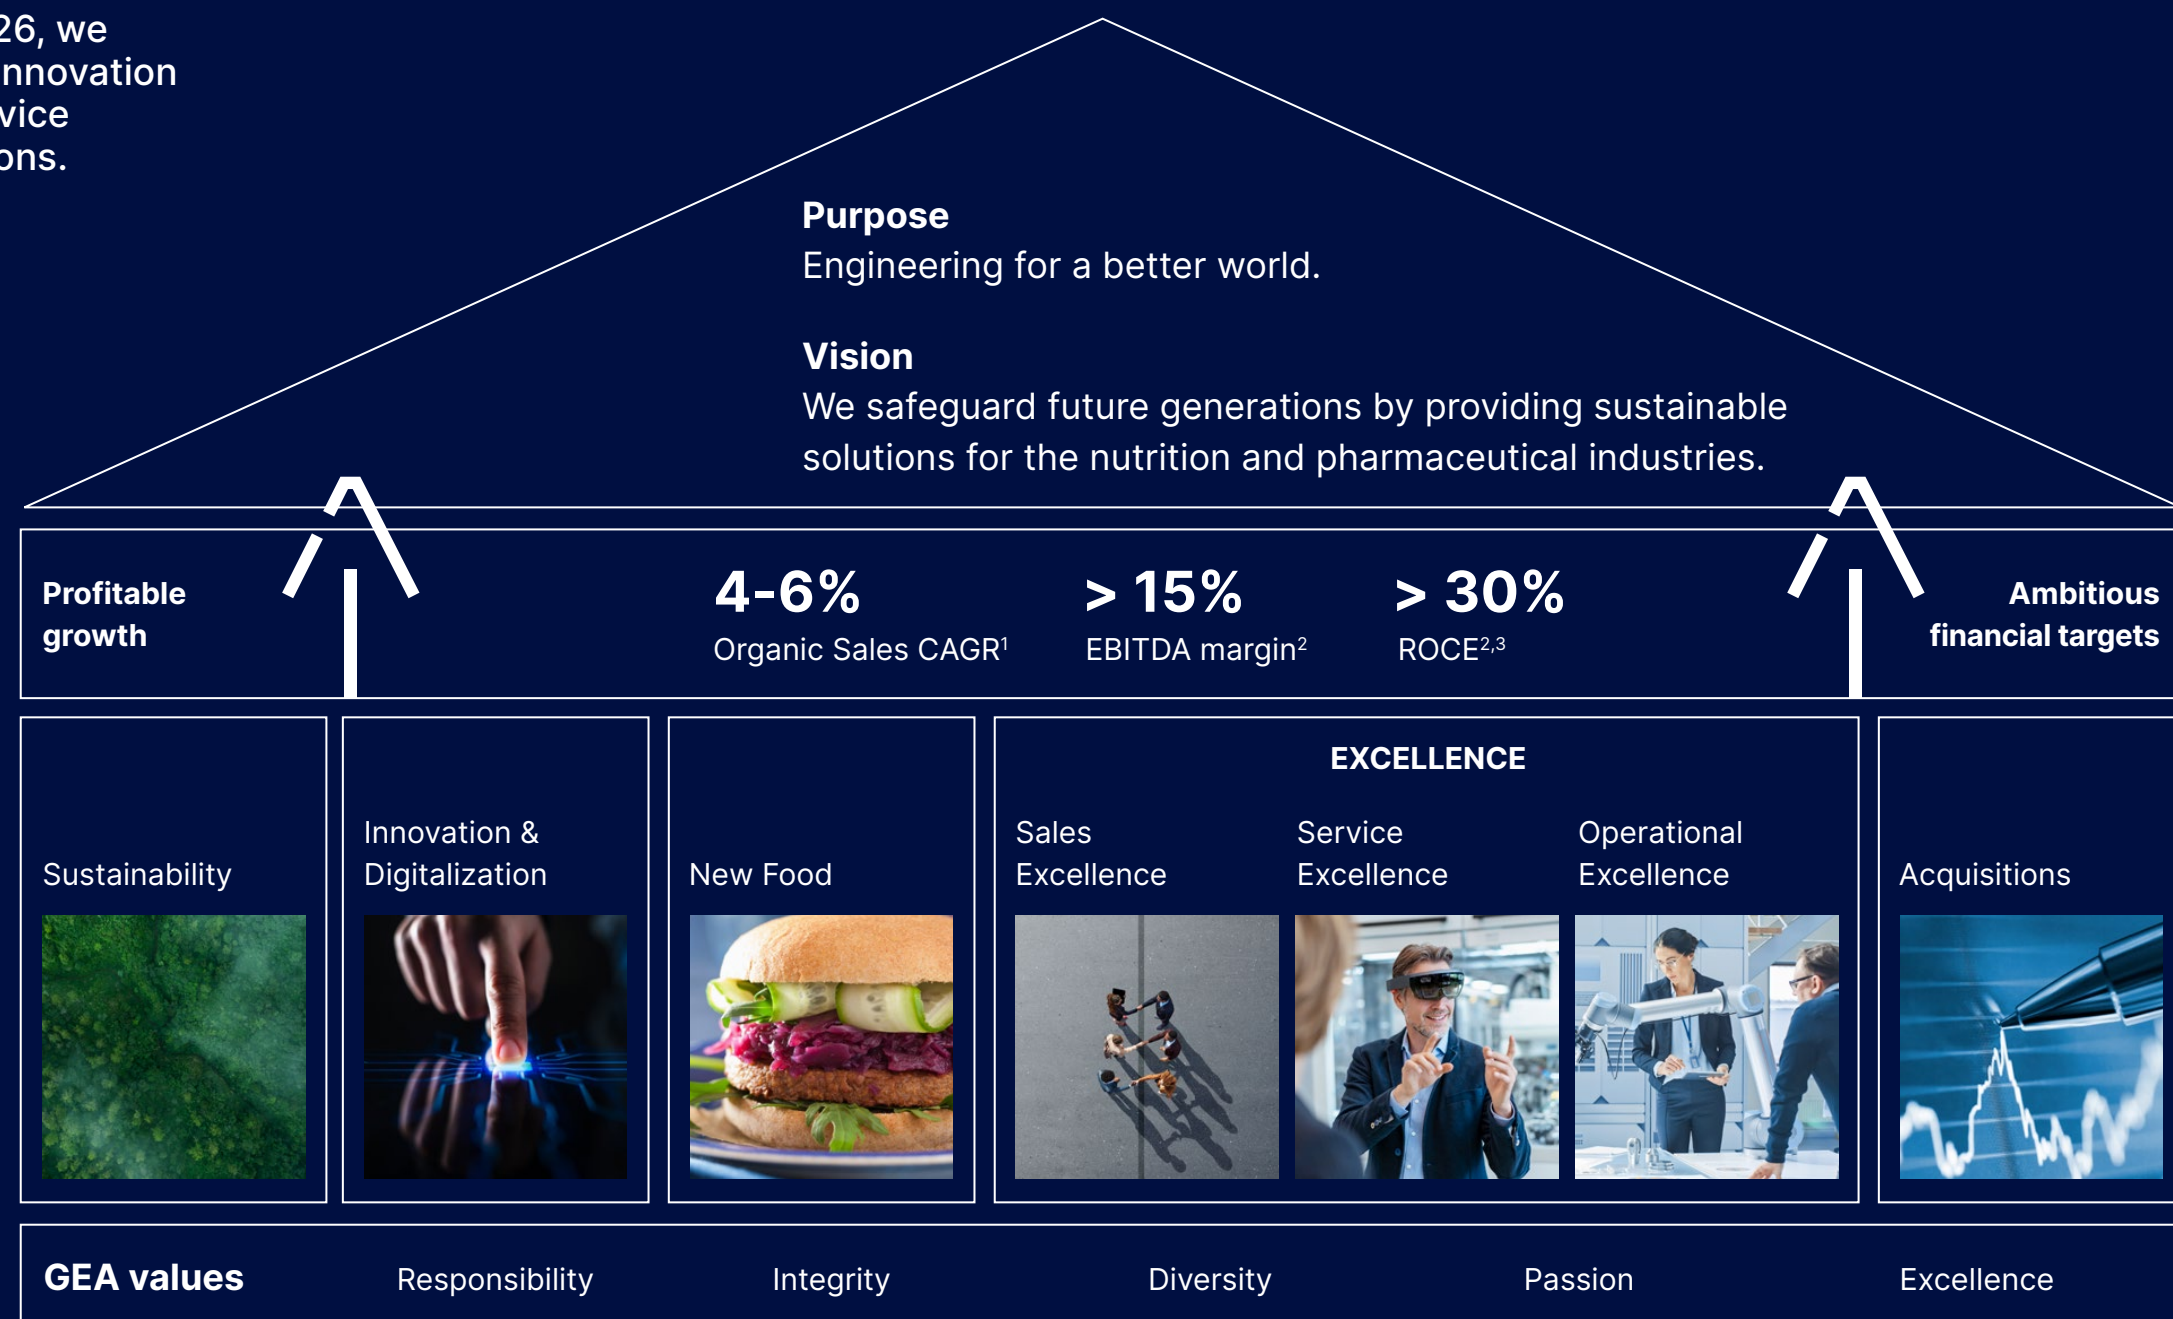 26, we
nnovation
vice
ons.
Purpose
Engineering for a better world.
Vision
We safeguard future generations by providing sustainable
solutions for the nutrition and pharmaceutical industries.
Profitable
growth
4-6%
Organic Sales CAGR¹
> 15%
EBITDA margin²
> 30%
ROCE²,³
Ambitious
financial targets
EXCELLENCE
Sustainability
Innovation &
Digitalization
New Food
Sales
Excellence
Service
Excellence
Operational
Excellence
Acquisitions
GEA values
Responsibility
Integrity
Diversity
Passion
Excellence